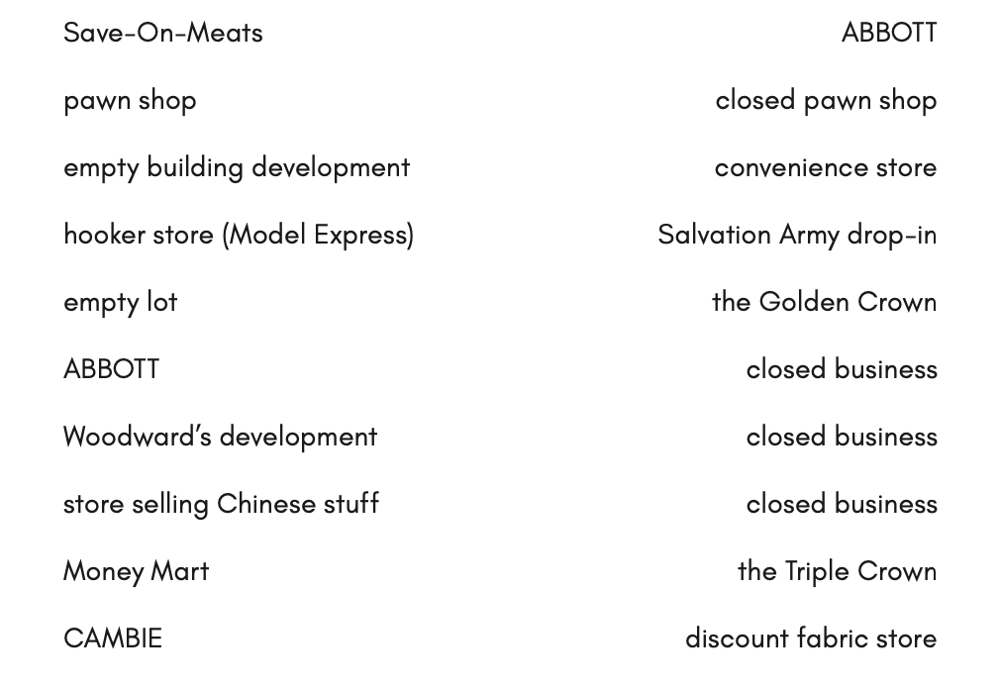 Save-On-Meats
pawn shop
empty building development
hooker store (Model Express)
empty lot
ABBOTT
Woodward’s development
store selling Chinese stuff
Money Mart
CAMBIE
ABBOTT
closed pawn shop
convenience store
Salvation Army drop-in
the Golden Crown
closed business
closed business
closed business
the Triple Crown
discount fabric store